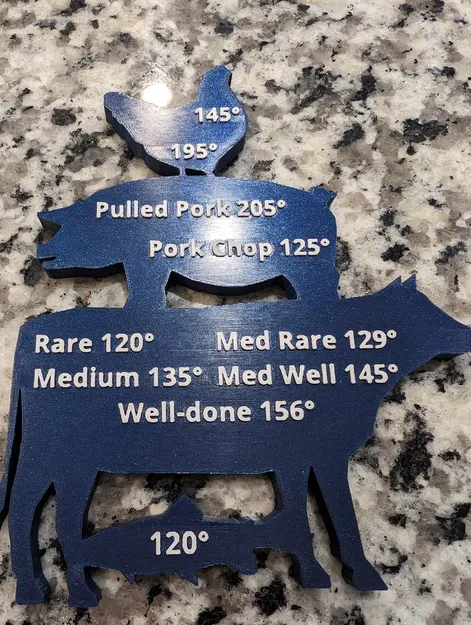 145°
195°
Pulled Pork 205°
Pork Chop 125°
Rare 120° Med Rare 129°
Medium 135° Med Well 145°
Well-done 156°
120°